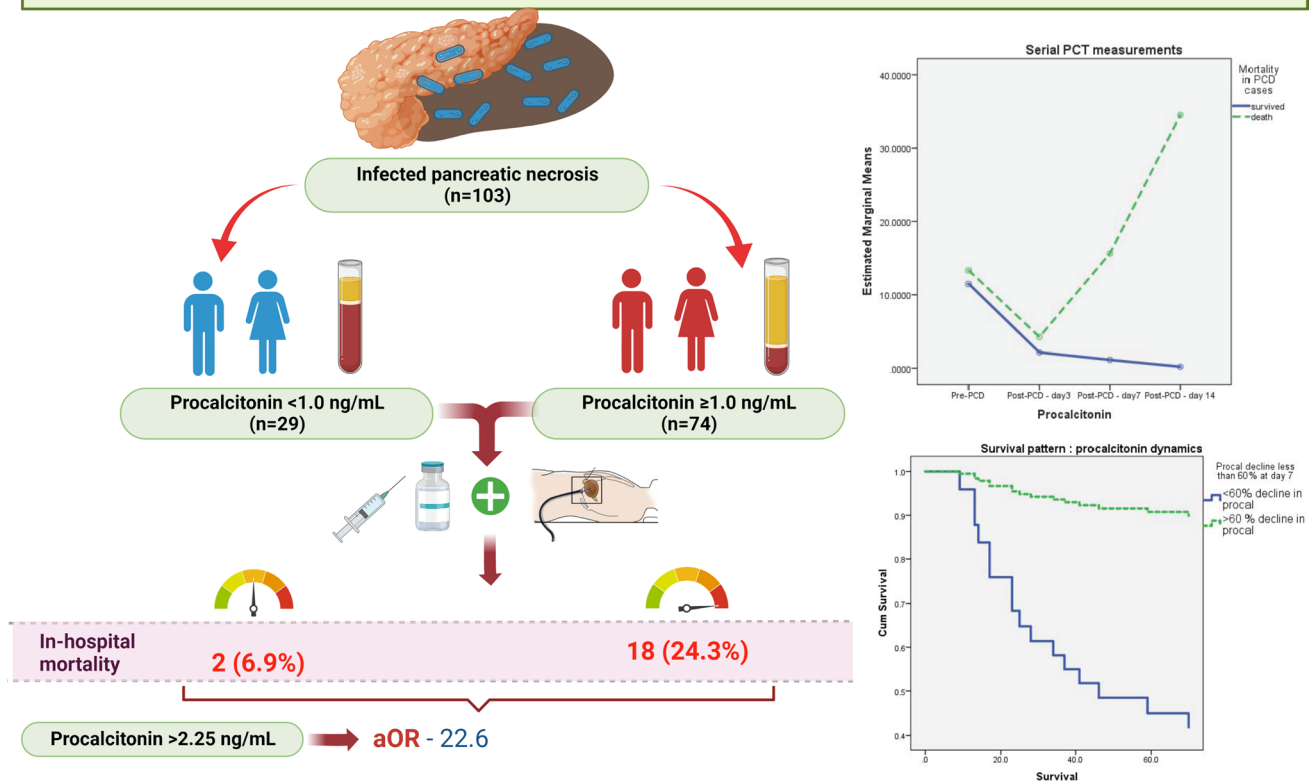 Infected pancreatic necrosis
(n=103)
Procalcitonin <1.0 ng/mL
(n=29)
Procalcitonin ≥1.0 ng/mL
(n=74)
In-hospital
mortality
2 (6.9%)
18 (24.3%)
Procalcitonin >2.25 ng/mL
aOR - 22.6
Serial PCT measurements
Estimated Marginal Means
40.0000
30.0000
20.0000
10.0000
.0000
Pre-PCD
Post-PCD - day3
Post-PCD - day7
Post-PCD - day 14
Procalcitonin
Mortality
in PCD
cases
survived
death
Survival pattern : procalcitonin dynamics
Cum Survival
1.0
0.9
0.8
0.7
0.6
0.5
0.4
.0
20.0
40.0
60.0
Survival
Procal decline less
than 60% at day 7
<60% decline in
procal
>60 % decline in
procal